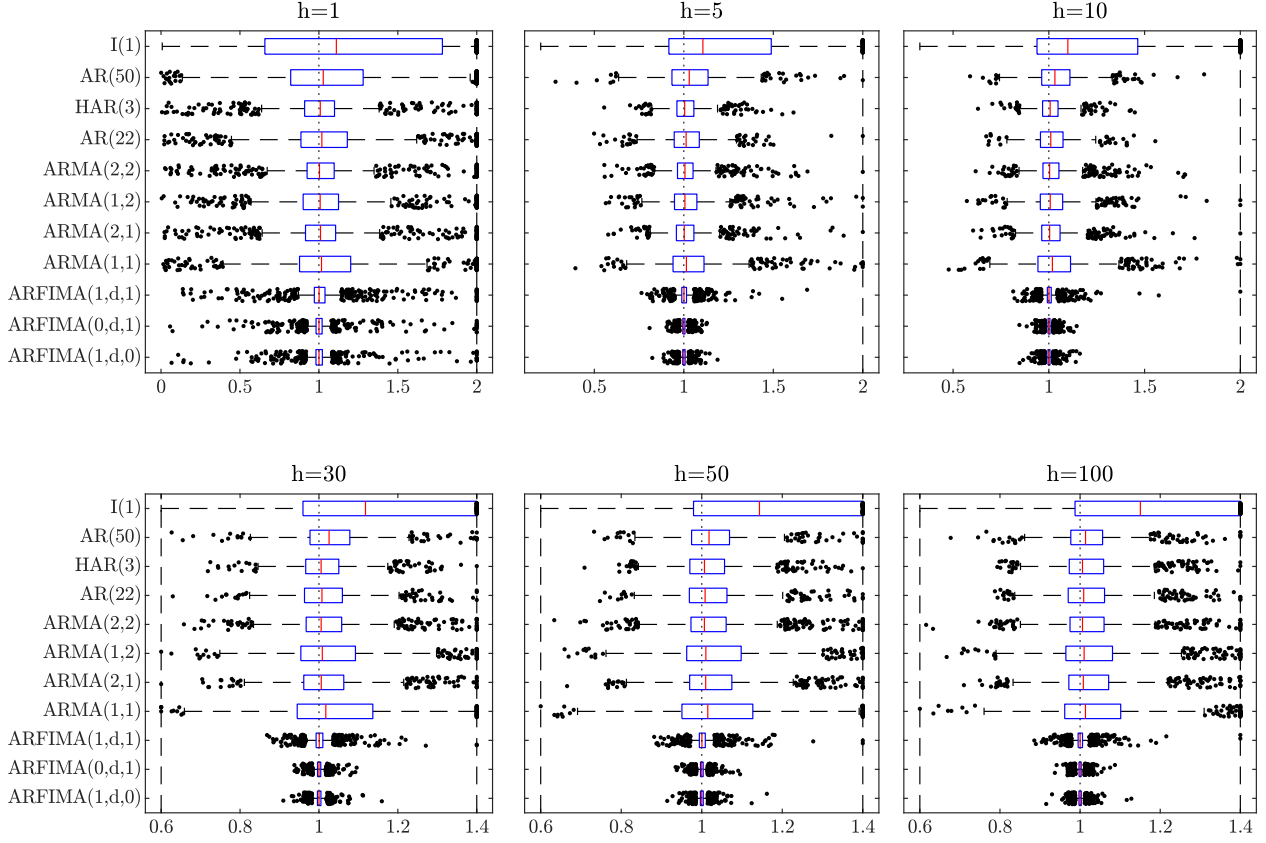 h=1 h=5 h=10
I(1)
AR(50)
HAR(3)
AR(22)
ARMA(2,2)
ARMA(1,2)
ARMA(2,1)
ARMA(1,1)
ARFIMA(1,d,1)
ARFIMA(0,d,1)
ARFIMA(1,d,0)
0 0.5 1 1.5 2 0.5 1 1.5 2 0.5 1 1.5 2
h=30 h=50 h=100
I(1)
AR(50)
HAR(3)
AR(22)
ARMA(2,2)
ARMA(1,2)
ARMA(2,1)
ARMA(1,1)
ARFIMA(1,d,1)
ARFIMA(0,d,1)
ARFIMA(1,d,0)
0.6 0.8 1 1.2 1.4 0.6 0.8 1 1.2 1.4 0.6 0.8 1 1.2 1.4